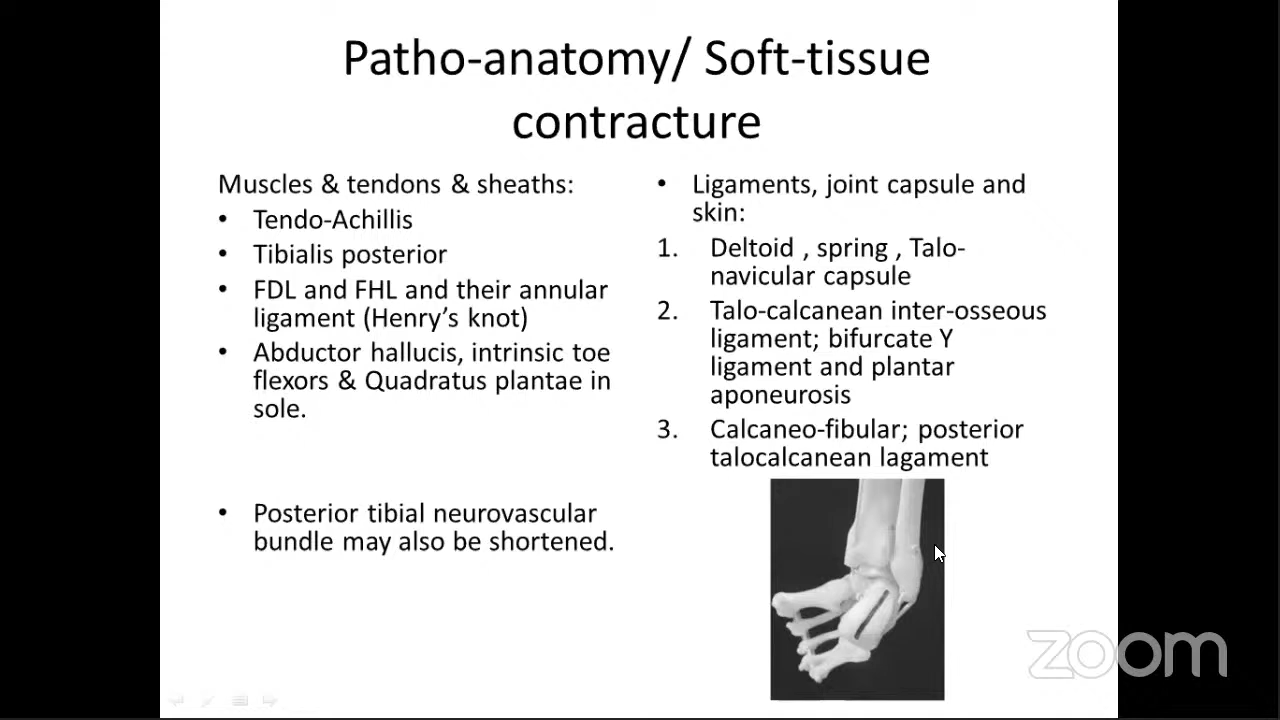 Patho-anatomy/ Soft-tissue
contracture
Muscles & tendons & sheaths:
• Tendo-Achillis
• Tibialis posterior
• FDL and FHL and their annular
ligament (Henry’s knot)
• Abductor hallucis, intrinsic toe
flexors & Quadratus plantae in
sole.
• Posterior tibial neurovascular
bundle may also be shortened.
• Ligaments, joint capsule and
skin:
1. Deltoid , spring , Talo-
navicular capsule
2. Talo-calcanean inter-osseous
ligament; bifurcate Y
ligament and plantar
aponeurosis
3. Calcaneo-fibular; posterior
talocalcanean lagament
zoom